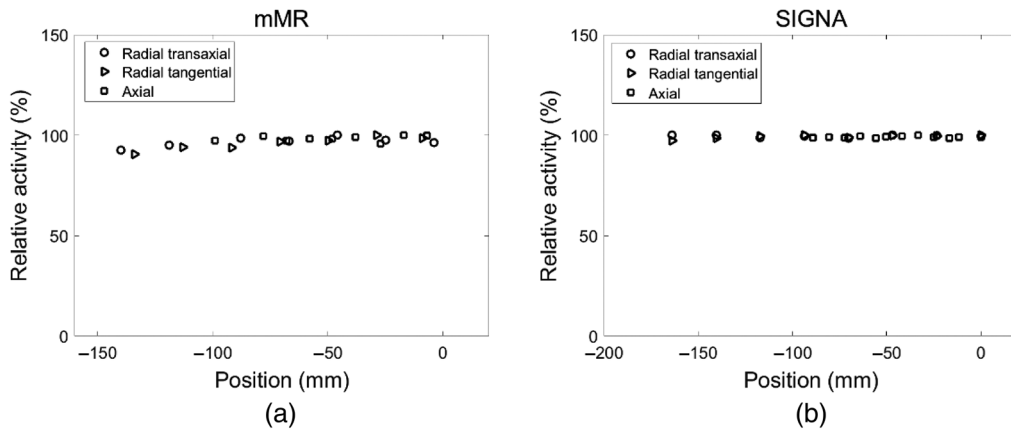 mMR
150
100
50
0
Relative activity (%)
Radial transaxial
Radial tangential
Axial
–150
–100
–50
0
Position (mm)
(a)
SIGNA
150
100
50
0
Relative activity (%)
Radial transaxial
Radial tangential
Axial
–200
–150
–100
–50
0
Position (mm)
(b)